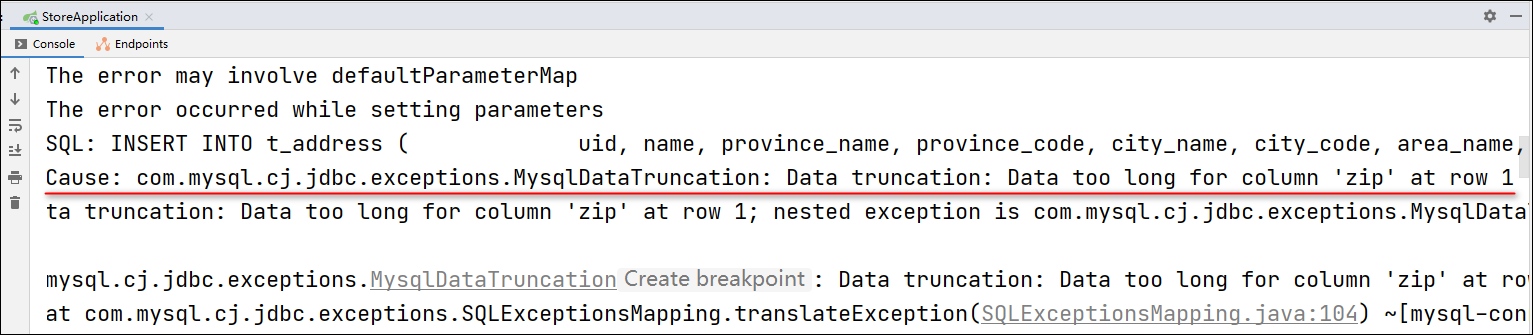 StoreApplication
Console Endpoints
The error may involve defaultParameterMap
The error occurred while setting parameters
SQL: INSERT INTO t_address ( uid, name, province_name, province_code, city_name, city_code, area_name,
Cause: com.mysql.cj.jdbc.exceptions.MysqlDataTruncation: Data truncation: Data too long for column 'zip' at row 1
ta truncation: Data too long for column 'zip' at row 1; nested exception is com.mysql.cj.jdbc.exceptions.MysqlData
mysql.cj.jdbc.exceptions.MysqlDataTruncation Create breakpoint : Data truncation: Data too long for column 'zip' at row
at com.mysql.cj.jdbc.exceptions.SQLExceptionsMapping.translateException(SQLExceptionsMapping.java:104) ~[mysql-con